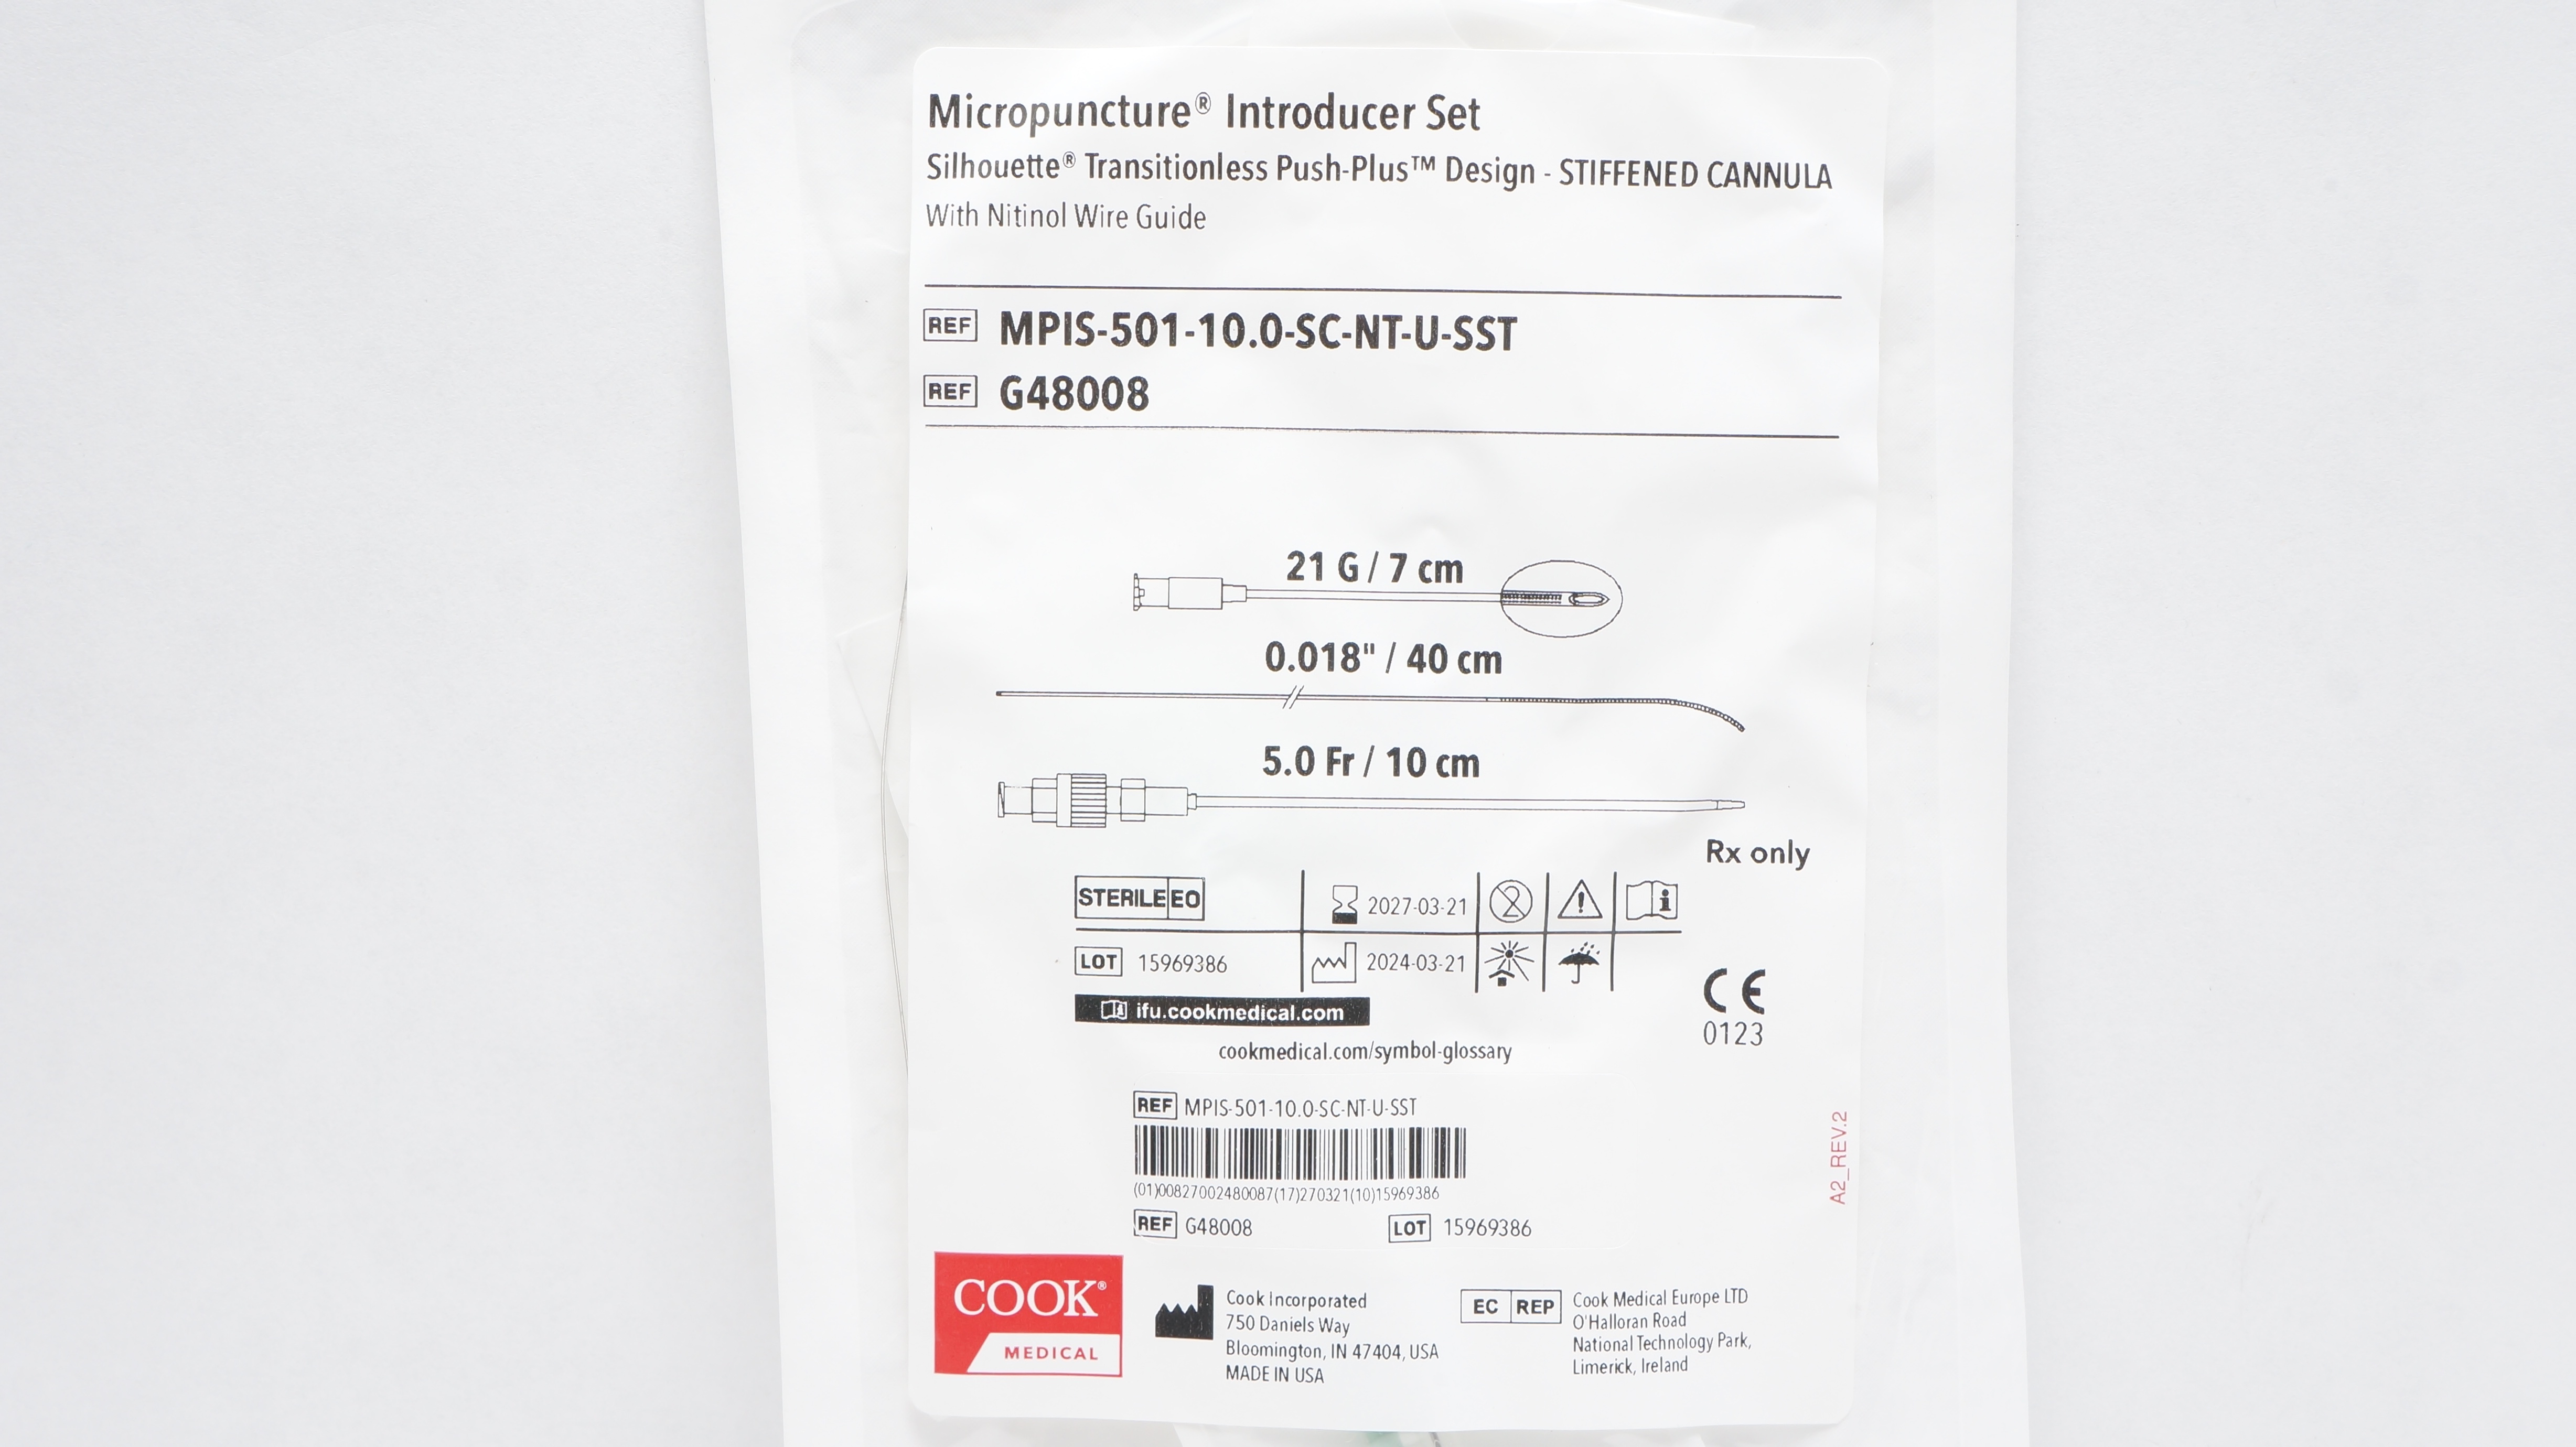 Micropuncture® Introducer Set
Silhouette® Transitionless Push-Plus™ Design - STIFFENED CANNULA
With Nitinol Wire Guide
REF MPIS-501-10.0-SC-NT-U-SST
REF G48008
21 G / 7 cm
0.018" / 40 cm
5.0 Fr / 10 cm
Rx only
STERILE EO
2027-03-21
2
LOT 15969386
2024-03-21
CE
0123
ifu.cookmedical.com
cookmedical.com/symbol-glossary
REF MPIS-501-10.0-SC-NT-U-SST
(01)00827002480087(17)270321(10)15969386
REF G48008 LOT 15969386
A2_REV.2
COOK®
MEDICAL
Cook Incorporated
750 Daniels Way
Bloomington, IN 47404, USA
MADE IN USA
EC REP
Cook Medical Europe LTD
O'Halloran Road
National Technology Park,
Limerick, Ireland